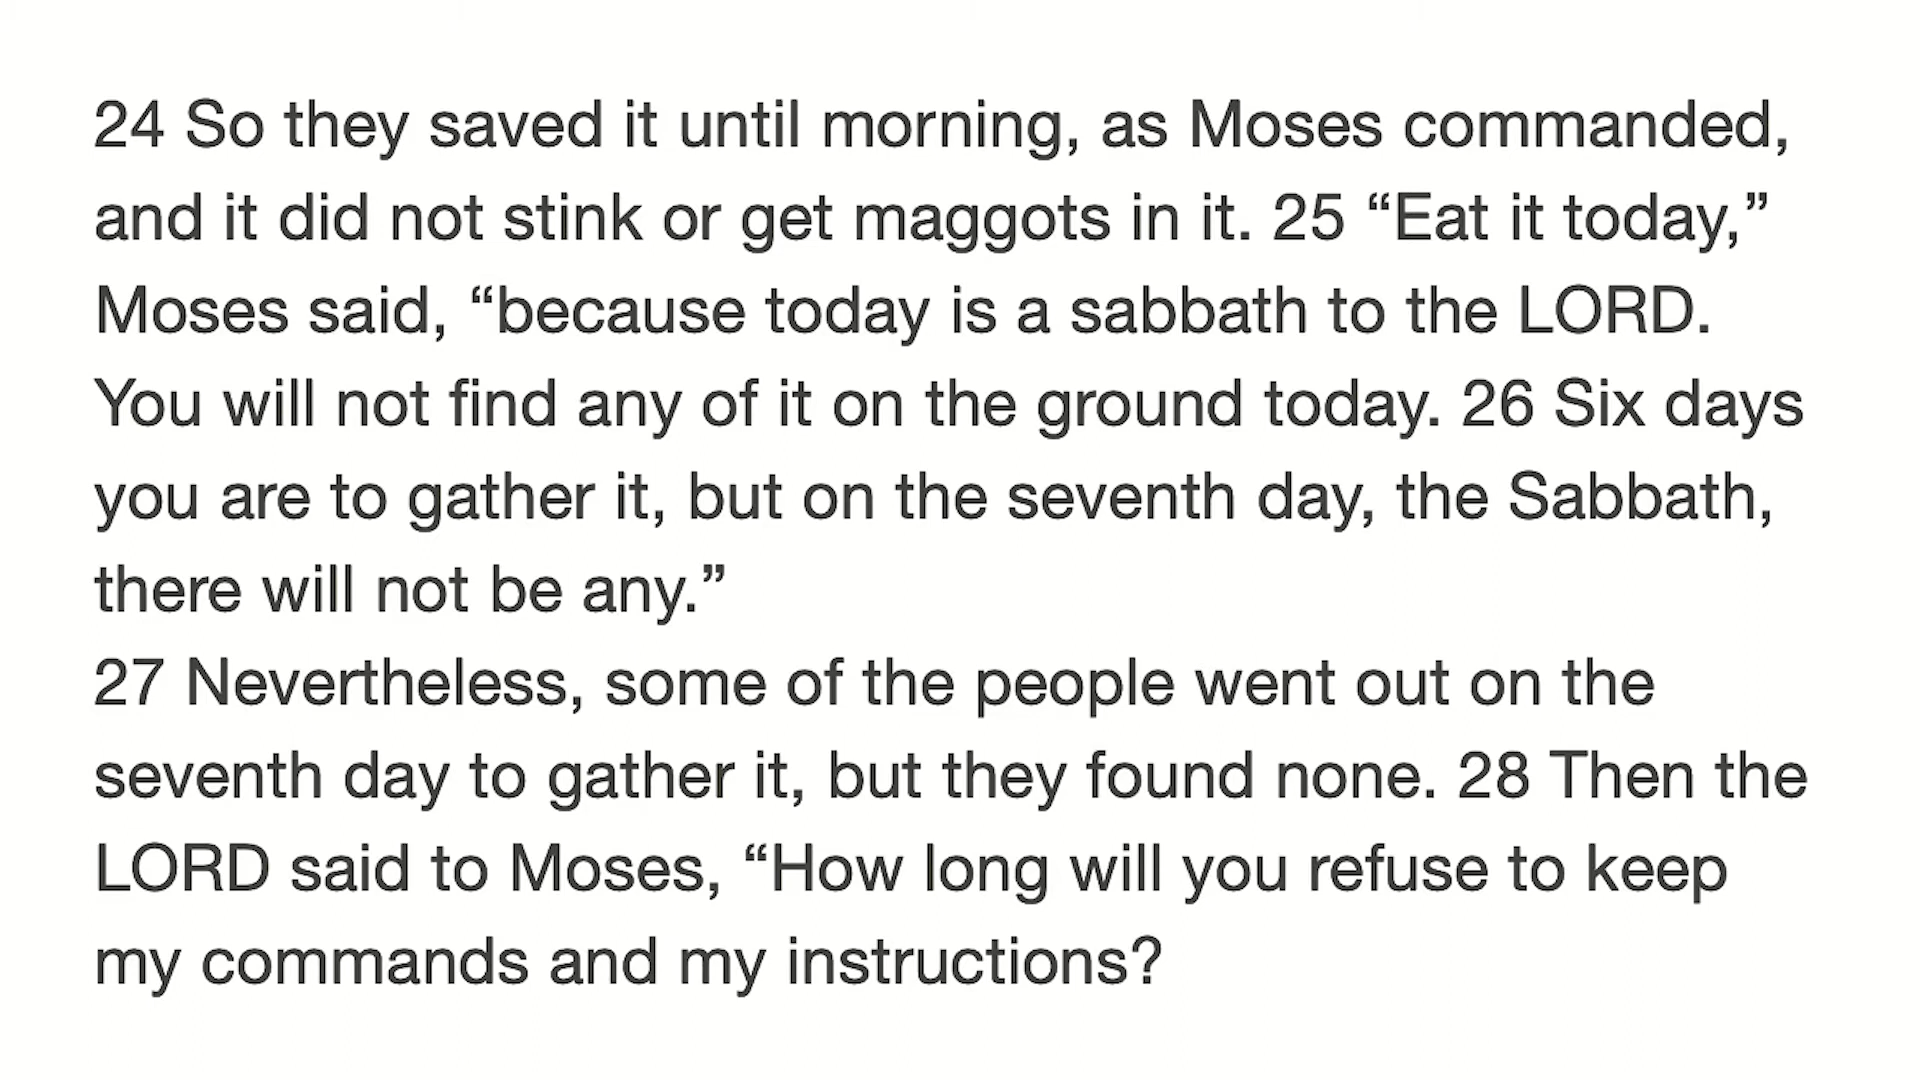 24 So they saved it until morning, as Moses commanded,
and it did not stink or get maggots in it. 25 “Eat it today,”
Moses said, “because today is a sabbath to the LORD.
You will not find any of it on the ground today. 26 Six days
you are to gather it, but on the seventh day, the Sabbath,
there will not be any.”
27 Nevertheless, some of the people went out on the
seventh day to gather it, but they found none. 28 Then the
LORD said to Moses, “How long will you refuse to keep
my commands and my instructions?